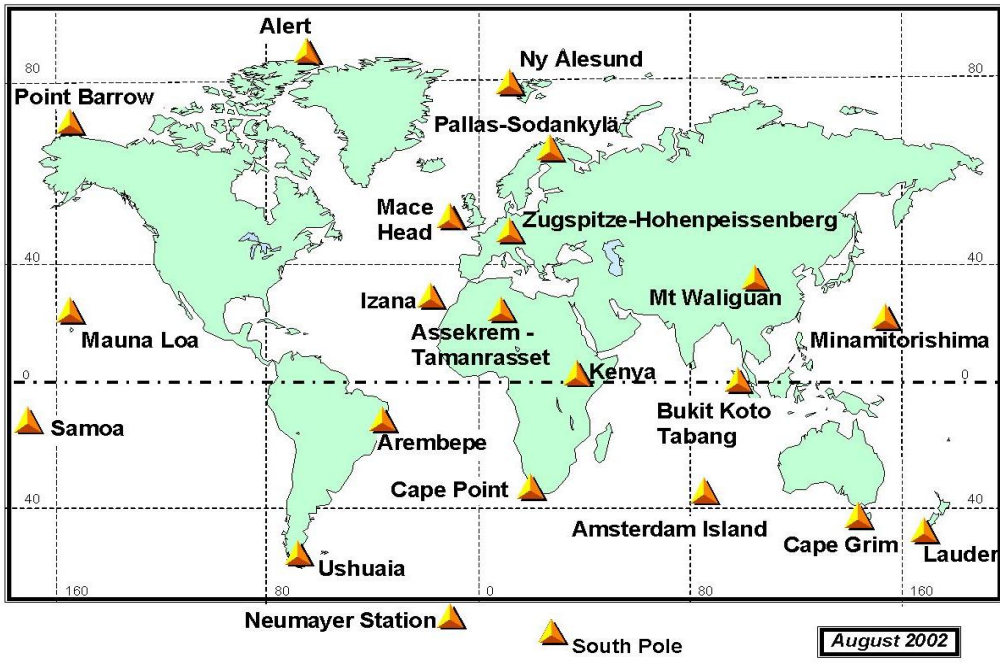 Alert
Ny Alesund
80
80
Point Barrow
Pallas-Sodankylä
Mace
Head
Zugspitze-Hohenpeissenberg
40
40
Izana
Mt Waliguan
Mauna Loa
Assekrem -
Tamanrasset
Minamitorishima
0
Kenya
0
Samoa
Arembepe
Bukit Koto
Tabang
Cape Point
40
40
Amsterdam Island
Cape Grim
Lauder
Ushuaia
160
80
0
80
160
Neumayer Station
South Pole
August 2002